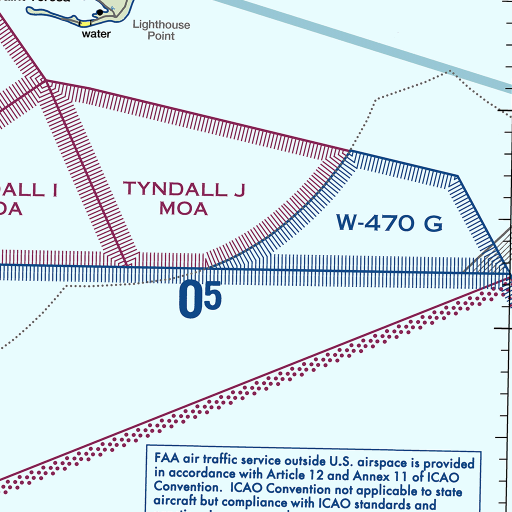 water
Lighthouse
Point
TYNDALL J
MOA
W-470 G
05
FAA air traffic service outside U.S. airspace is provided
in accordance with Article 12 and Annex 11 of ICAO
Convention. ICAO Convention not applicable to state
aircraft but compliance with ICAO standards and